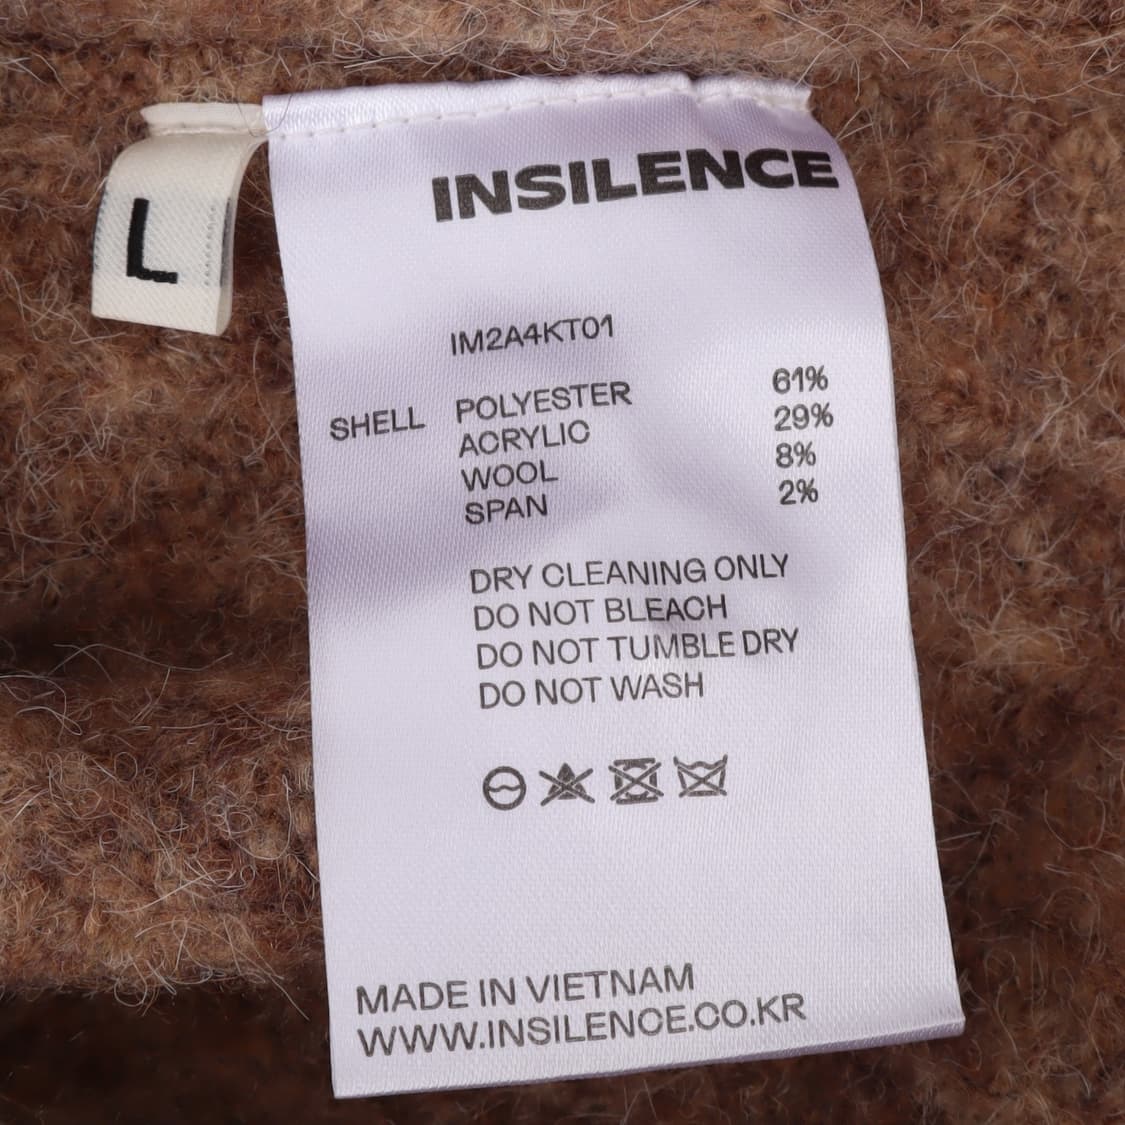 L
INSILENCE
IM2A4KT01
SHELL POLYESTER 61%
ACRYLIC 29%
WOOL 8%
SPAN 2%
DRY CLEANING ONLY
DO NOT BLEACH
DO NOT TUMBLE DRY
DO NOT WASH
MADE IN VIETNAM
WWW.INSILENCE.CO.KR